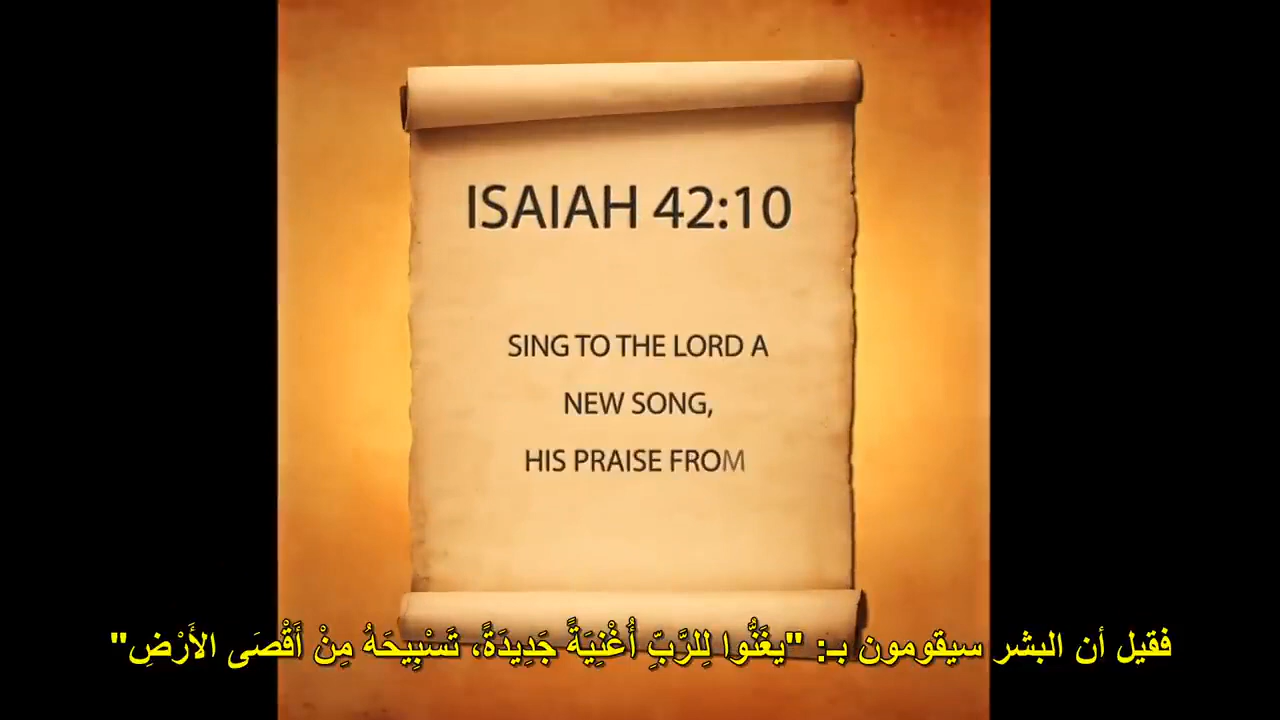 ISAIAH 42:10
SING TO THE LORD A
NEW SONG,
HIS PRAISE FROM
فقيل أن البشر سيقومون بـ: "يغَنُّوا لِلرَّبِّ أُغْنِيَةً جَدِيدَةً، تَسْبِيحَهُ مِنْ أَقْصَى الأَرْضِ"